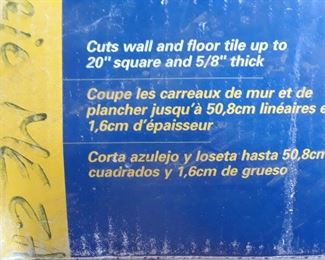 Cuts wall and floor tile up to
20" square and 5/8" thick
Coupe les carreaux de mur et de
plancher jusqu'à 50,8cm linéaires e
1,6cm d'épaisseur
Corta azulejo y loseta hasta 50,8cm
cuadrados y 1,6cm de grueso